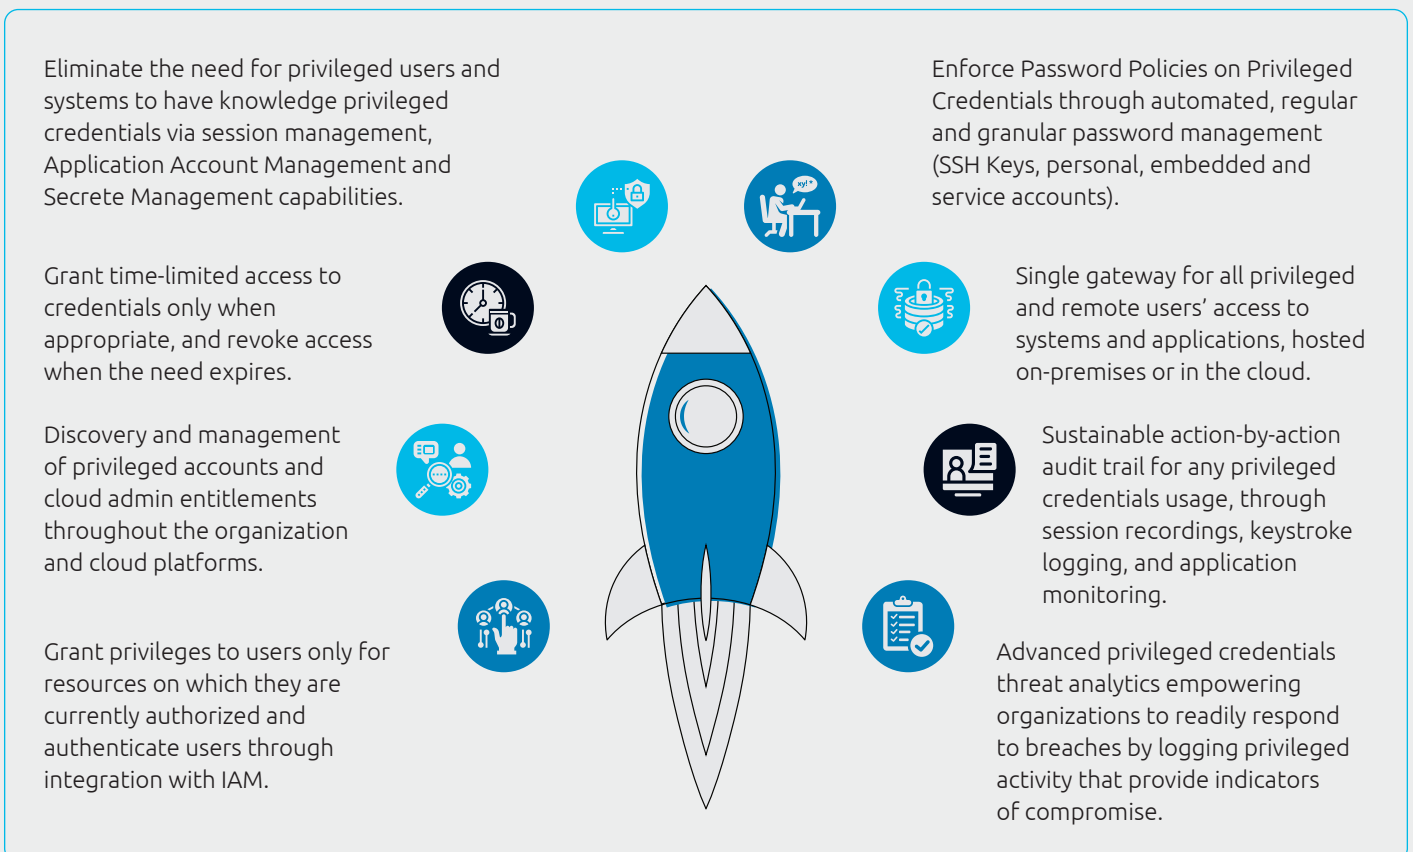 Eliminate the need for privileged users and
systems to have knowledge privileged
credentials via session management,
Application Account Management and
Secrete Management capabilities.
Grant time-limited access to
credentials only when
appropriate, and revoke access
when the need expires.
Discovery and management
of privileged accounts and
cloud admin entitlements
throughout the organization
and cloud platforms.
Grant privileges to users only for
resources on which they are
currently authorized and
authenticate users through
integration with IAM.
xy! *
Enforce Password Policies on Privileged
Credentials through automated, regular
and granular password management
(SSH Keys, personal, embedded and
service accounts).
Single gateway for all privileged
and remote users’ access to
systems and applications, hosted
on-premises or in the cloud.
Sustainable action-by-action
audit trail for any privileged
credentials usage, through
session recordings, keystroke
logging, and application
monitoring.
Advanced privileged credentials
threat analytics empowering
organizations to readily respond
to breaches by logging privileged
activity that provide indicators
of compromise.